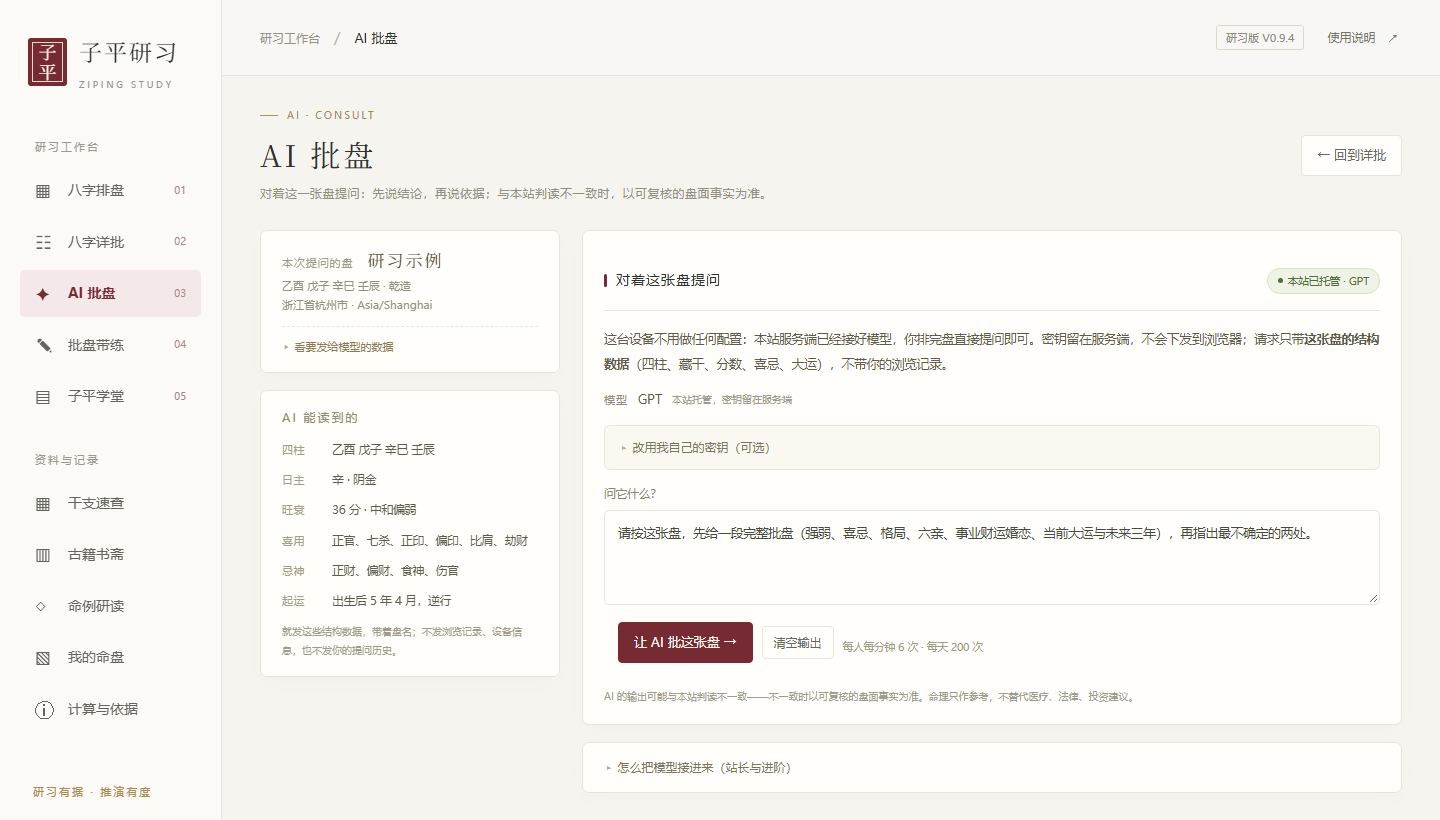 子平
子平研习
ZIPING STUDY
研习工作台
八字排盘 01
八字详批 02
AI 批盘 03
批盘带练 04
子平学堂 05
资料与记录
干支速查
古籍书斋
命例研读
我的命盘
计算与依据
研习有据 · 推演有度
研习工作台 / AI 批盘
研习版 V0.9.4
使用说明 ↗
AI · CONSULT
AI 批盘
← 回到详批
对着这一张盘提问：先说结论，再说依据；与本站判读不一致时，以可复核的盘面事实为准。
本次提问的盘 研习示例
乙酉 戊子 辛巳 壬辰 · 乾造
浙江省杭州市 · Asia/Shanghai
看要发给模型的数据
AI 能读到的
四柱 乙酉 戊子 辛巳 壬辰
日主 辛 · 阴金
旺衰 36 分 · 中和偏弱
喜用 正官、七杀、正印、偏印、比肩、劫财
忌神 正财、偏财、食神、伤官
起运 出生后 5 年 4 月，逆行
就发这些结构数据，带着盘名；不发浏览记录、设备信
息，也不发你的提问历史。
对着这张盘提问
本站已托管 · GPT
这台设备不用做任何配置：本站服务端已经接好模型，你排完盘直接提问即可。密钥留在服务端，不会下发到浏览器；请求只带这张盘的结构
数据（四柱、藏干、分数、喜忌、大运），不带你的浏览记录。
模型 GPT 本站托管，密钥留在服务端
改用我自己的密钥（可选）
问它什么？
请按这张盘，先给一段完整批盘（强弱、喜忌、格局、六亲、事业财运婚恋、当前大运与未来三年），再指出最不确定的两处。
让 AI 批这张盘 →
清空输出
每人每分钟 6 次 · 每天 200 次
AI 的输出可能与本站判读不一致——不一致时以可复核的盘面事实为准。命理只作参考，不替代医疗、法律、投资建议。
怎么把模型接进来（站长与进阶）